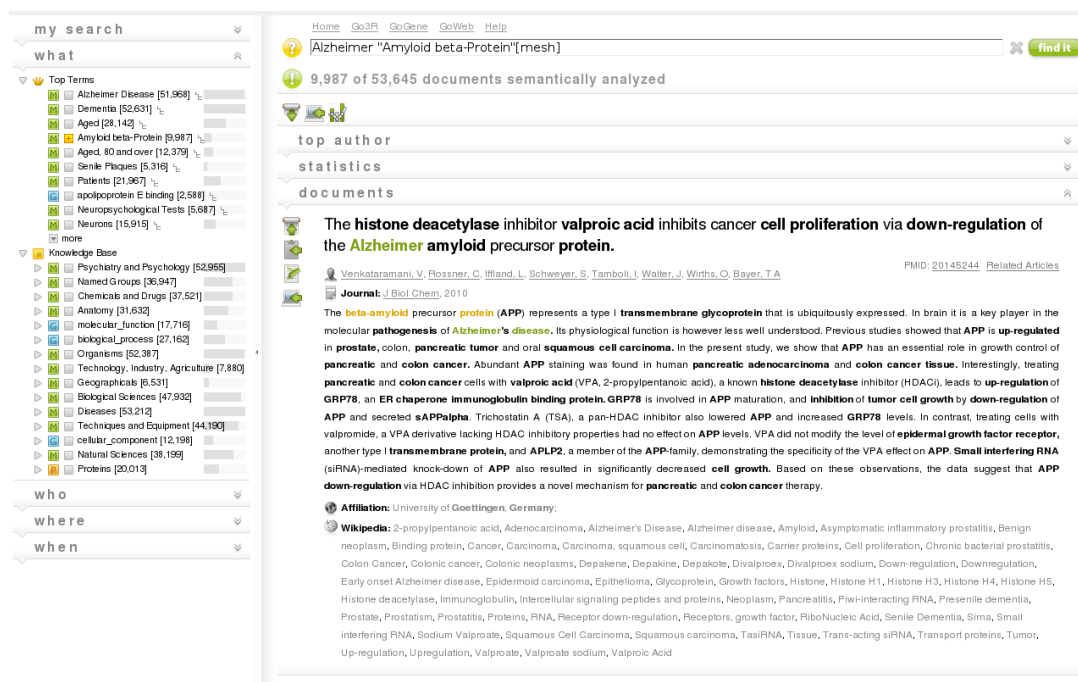 my search
what
Top Terms
Alzheimer Disease [51,968]
Dementia [52,631]
Aged [28,142]
Amyloid beta-Protein [9,987]
Aged, 80 and over [12,379]
Senile Plaques [5,316]
Patients [21,967]
apolipoprotein E binding [2,588]
Neuropsychological Tests [5,687]
Neurons [15,915]
more
Knowledge Base
Psychiatry and Psychology [52,955]
Named Groups [36,947]
Chemicals and Drugs [37,521]
Anatomy [31,632]
molecular_function [17,716]
biological_process [27,162]
Organisms [52,387]
Technology, Industry, Agriculture [7,880]
Geographicals [6,531]
Biological Sciences [47,932]
Diseases [53,212]
Techniques and Equipment [44,190]
cellular_component [12,198]
Natural Sciences [38,199]
Proteins [20,013]
who
where
when
Home Go3R GoGene GoWeb Help
Alzheimer "Amyloid beta-Protein"[mesh]
find it
9,987 of 53,645 documents semantically analyzed
top author
statistics
documents
The histone deacetylase inhibitor valproic acid inhibits cancer cell proliferation via down-regulation of
the Alzheimer amyloid precursor protein.
PMID: 20145244 Related Articles
Venkataramani, V, Rossner, C, Iffland, L, Schweyer, S, Tamboli, I, Walter, J, Wirths, O, Bayer, T A
Journal: J Biol Chem, 2010
The beta-amyloid precursor protein (APP) represents a type I transmembrane glycoprotein that is ubiquitously expressed. In brain it is a key player in the
molecular pathogenesis of Alzheimer's disease. Its physiological function is however less well understood. Previous studies showed that APP is up-regulated
in prostate, colon, pancreatic tumor and oral squamous cell carcinoma. In the present study, we show that APP has an essential role in growth control of
pancreatic and colon cancer. Abundant APP staining was found in human pancreatic adenocarcinoma and colon cancer tissue. Interestingly, treating
pancreatic and colon cancer cells with valproic acid (VPA, 2-propylpentanoic acid), a known histone deacetylase inhibitor (HDACi), leads to up-regulation of
GRP78, an ER chaperone immunoglobulin binding protein. GRP78 is involved in APP maturation, and inhibition of tumor cell growth by down-regulation of
APP and secreted sAPPalpha. Trichostatin A (TSA), a pan-HDAC inhibitor also lowered APP and increased GRP78 levels. In contrast, treating cells with
valpromide, a VPA derivative lacking HDAC inhibitory properties had no effect on APP levels. VPA did not modify the level of epidermal growth factor receptor,
another type I transmembrane protein, and APLP2, a member of the APP-family, demonstrating the specificity of the VPA effect on APP. Small interfering RNA
(siRNA)-mediated knock-down of APP also resulted in significantly decreased cell growth. Based on these observations, the data suggest that APP
down-regulation via HDAC inhibition provides a novel mechanism for pancreatic and colon cancer therapy.
Affiliation: University of Goettingen, Germany;
Wikipedia: 2-propylpentanoic acid, Adenocarcinoma, Alzheimer's Disease, Alzheimer disease, Amyloid, Asymptomatic inflammatory prostatitis, Benign
neoplasm, Binding protein, Cancer, Carcinoma, Carcinoma, squamous cell, Carcinomatosis, Carrier proteins, Cell proliferation, Chronic bacterial prostatitis,
Colon Cancer, Colonic cancer, Colonic neoplasms, Depakene, Depakine, Depakote, Divalproex, Divalproex sodium, Down-regulation, Downregulation,
Early onset Alzheimer disease, Epidermoid carcinoma, Epithelioma, Glycoprotein, Growth factors, Histone, Histone H1, Histone H3, Histone H4, Histone H5,
Histone deacetylase, Immunoglobulin, Intercellular signaling peptides and proteins, Neoplasm, Pancreatitis, Piwi-interacting RNA, Presenile dementia,
Prostate, Prostatism, Prostatitis, Proteins, RNA, Receptor down-regulation, Receptors, growth factor, RiboNucleic Acid, Senile Dementia, Sirna, Small
interfering RNA, Sodium Valproate, Squamous Cell Carcinoma, Squamous carcinoma, TasiRNA, Tissue, Trans-acting siRNA, Transport proteins, Tumor,
Up-regulation, Upregulation, Valproate, Valproate sodium, Valproic Acid